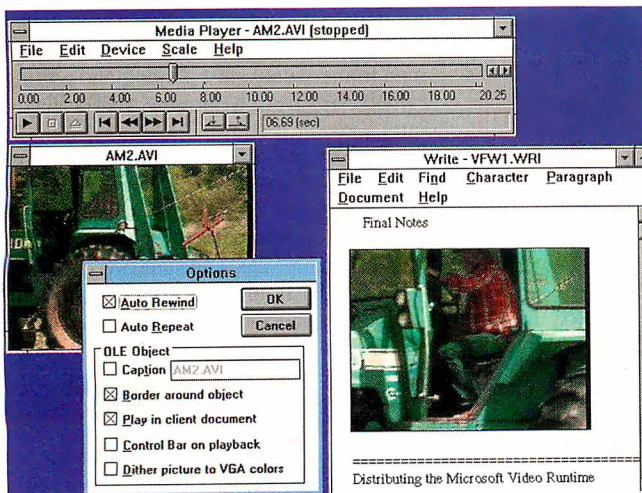 Media Player - AM2.AVI (stopped)
File Edit Device Scale Help
0.00 2.00 4.00 6.00 8.00 10.00 12.00 14.00 16.00 18.00 20.25
06.69 (sec)
AM2.AVI
Options
Auto Rewind
OK
Auto Repeat
Cancel
OLE Object
Caption AM2.AVI
Border around object
Play in client document
Control Bar on playback
Dither picture to VGA colors
Write - VFW1.WRI
File Edit Find Character Paragraph
Document Help
Final Notes
==================================
Distributing the Microsoft Video Runtime